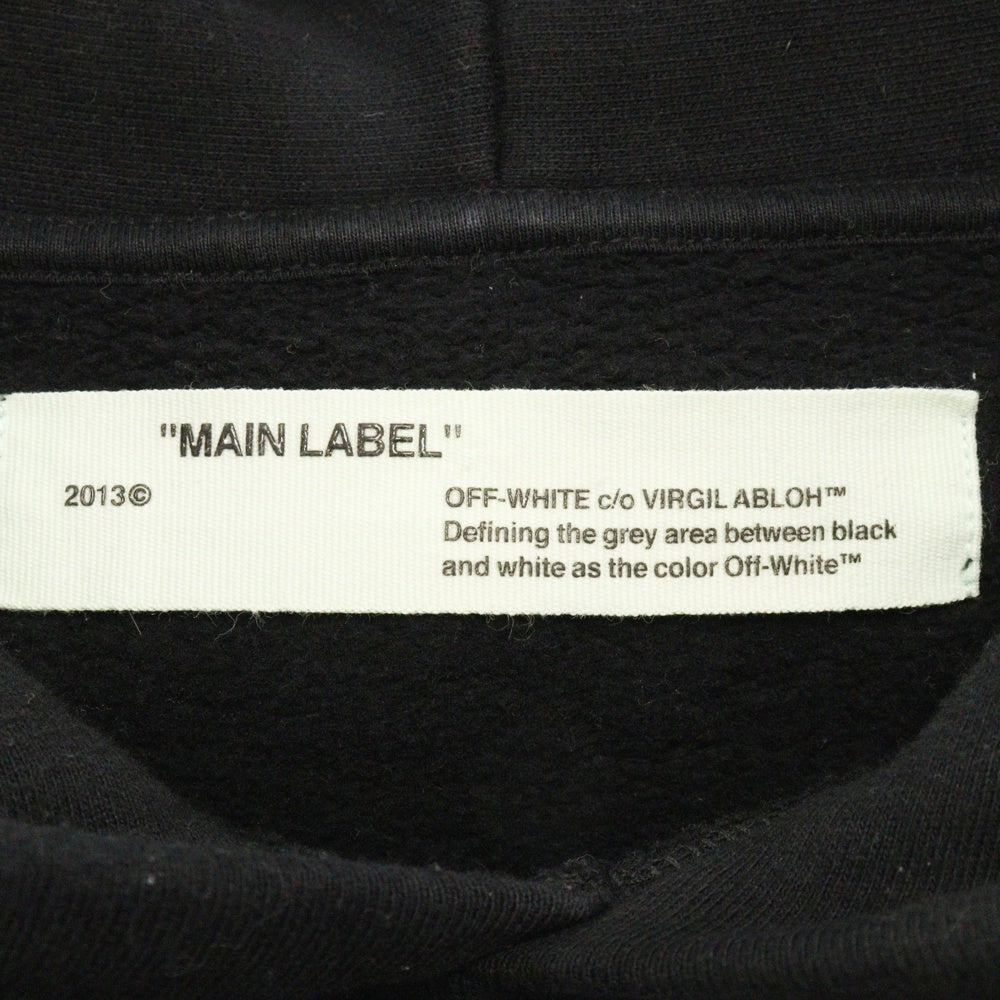 "MAIN LABEL"
2013©
OFF-WHITE c/o VIRGIL ABLOH™
Defining the grey area between black
and white as the color Off-White™